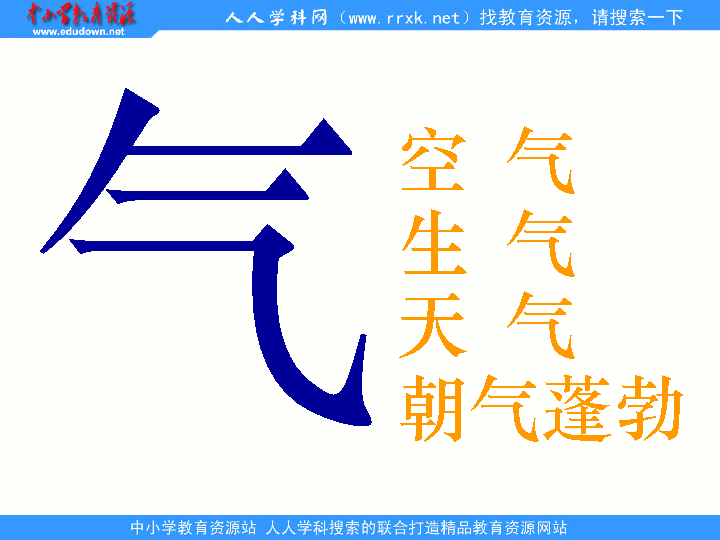 中小学教育资源
www.edudown.net
人人学科网（www.rrxk.net）找教育资源，请搜索一下
气
空 气
生 气
天 气
朝气蓬勃
中小学教育资源站 人人学科搜索的联合打造精品教育资源网站